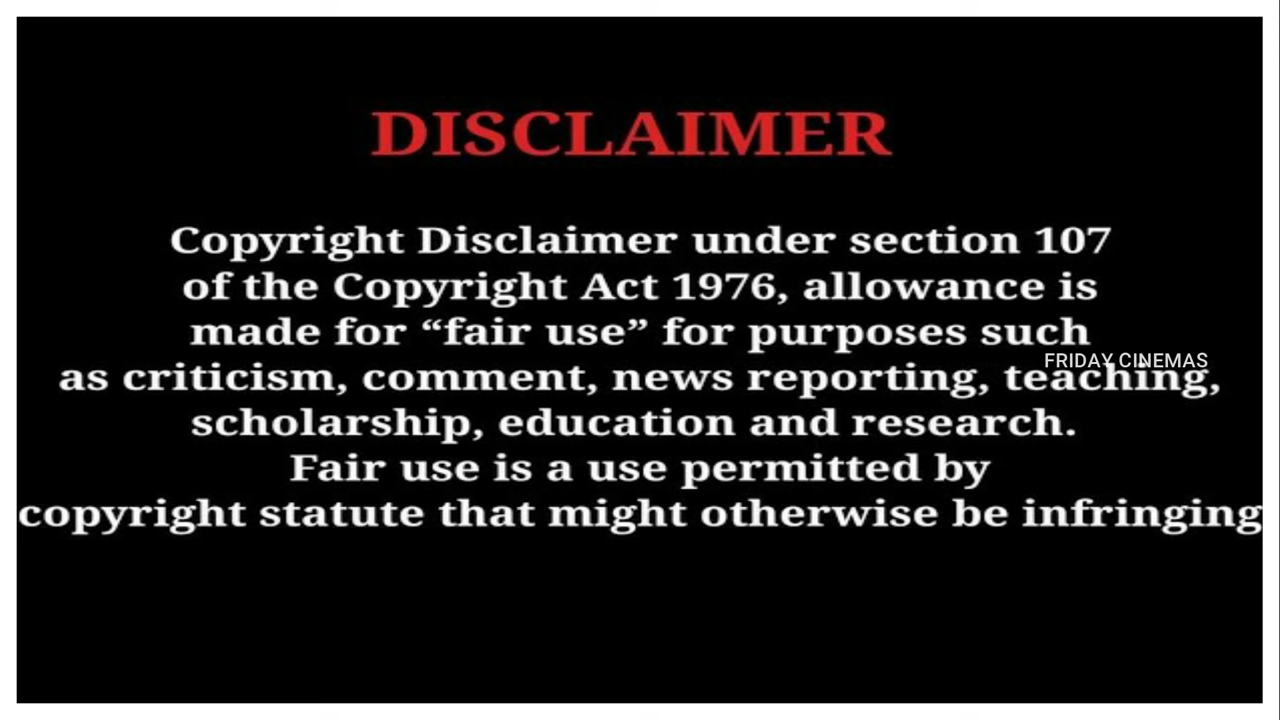 DISCLAIMER
Copyright Disclaimer under section 107
of the Copyright Act 1976, allowance is
made for “fair use” for purposes such
FRIDAY CINEMAS
as criticism, comment, news reporting, teaching,
scholarship, education and research.
Fair use is a use permitted by
copyright statute that might otherwise be infringing